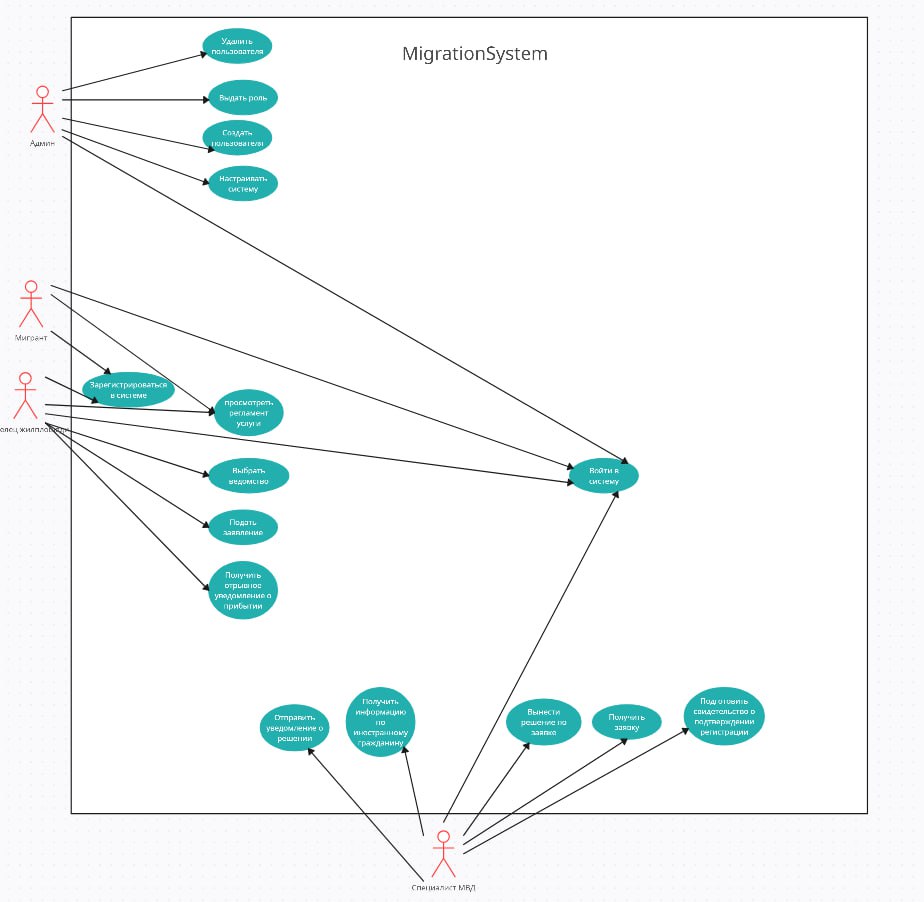 MigrationSystem
Удалить
пользователя
Выдать роль
Создать
пользователя
Настраивать
систему
Админ
Мигрант
елец жилплощади
Зарегистрироваться
в системе
просмотреть
регламент
услуги
Выбрать
ведомство
Подать
заявление
Получить
отрывное
уведомление о
прибытии
Войти в
систему
Отправить
уведомление о
решении
Получить
информацию
по
иностранному
гражданину
Вынести
решение по
заявке
Получить
заявку
Подготовить
свидетельство о
подтверждении
регистрации
Специалист МВД